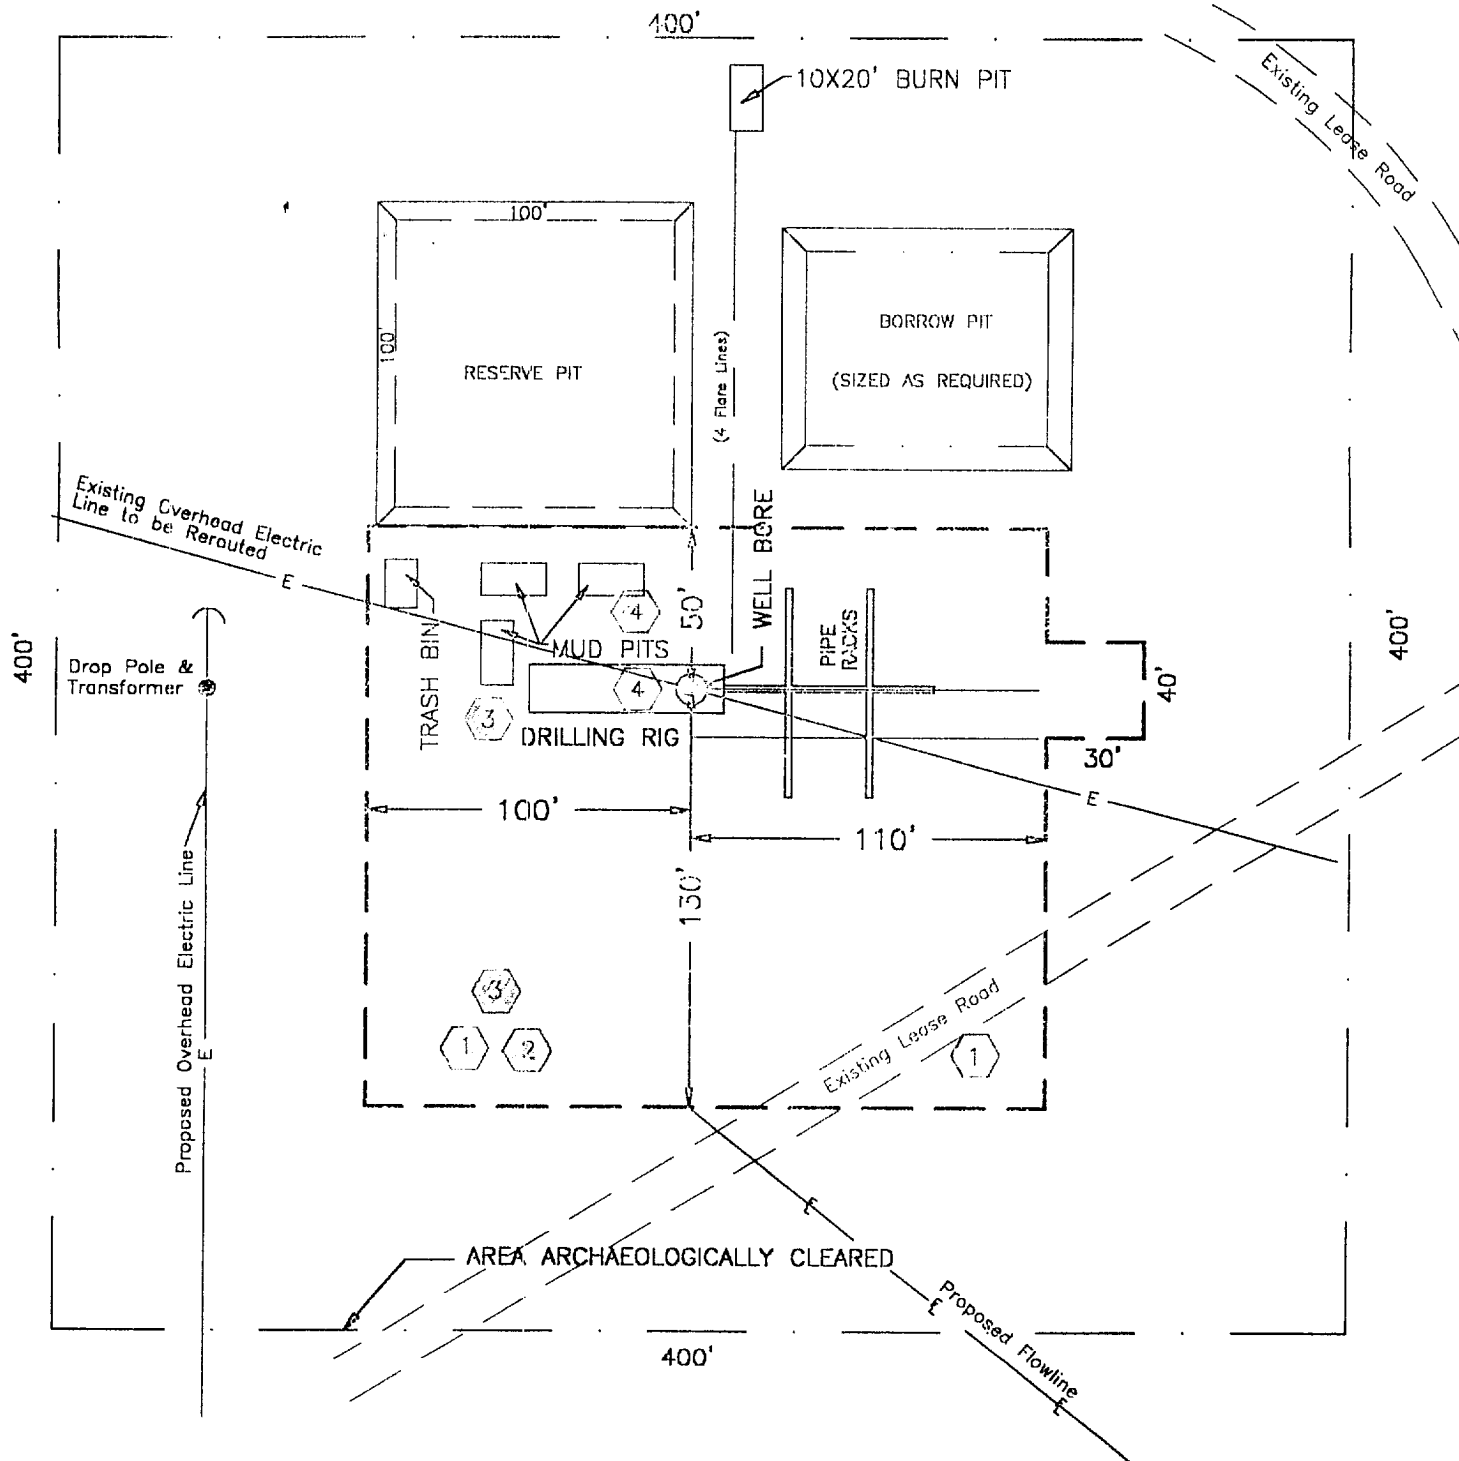 400'
10X20' BURN PIT
Existing Lease Road
100'
100'
RESERVE PIT
(4 Flare Lines)
BORROW PIT
(SIZED AS REQUIRED)
Existing Overhead Electric
Line to be Rerouted
E
WELL BORE
400'
Drop Pole &
Transformer
TRASH BIN
MUD PITS
4
50'
PIPE
RACKS
400'
40'
4
3
DRILLING RIG
30'
E
100'
110'
130'
Proposed Overhead Electric Line
E
3
1
2
Existing Lease Road
1
AREA ARCHAEOLOGICALLY CLEARED
Proposed Flowline
400'